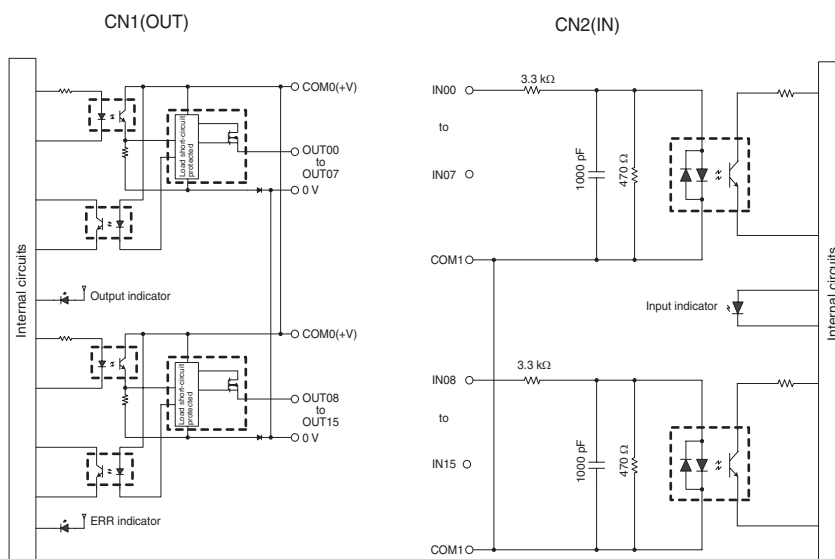 CN1(OUT)
Internal circuits
COM0(+V)
Load short-circuit
protected
OUT00
to
OUT07
0 V
Output indicator
COM0(+V)
Load short-circuit
protected
OUT08
to
OUT15
0 V
ERR indicator
CN2(IN)
IN00
3.3 kΩ
to
1000 pF
470 Ω
IN07
COM1
Input indicator
Internal circuits
IN08
3.3 kΩ
to
1000 pF
470 Ω
IN15
COM1